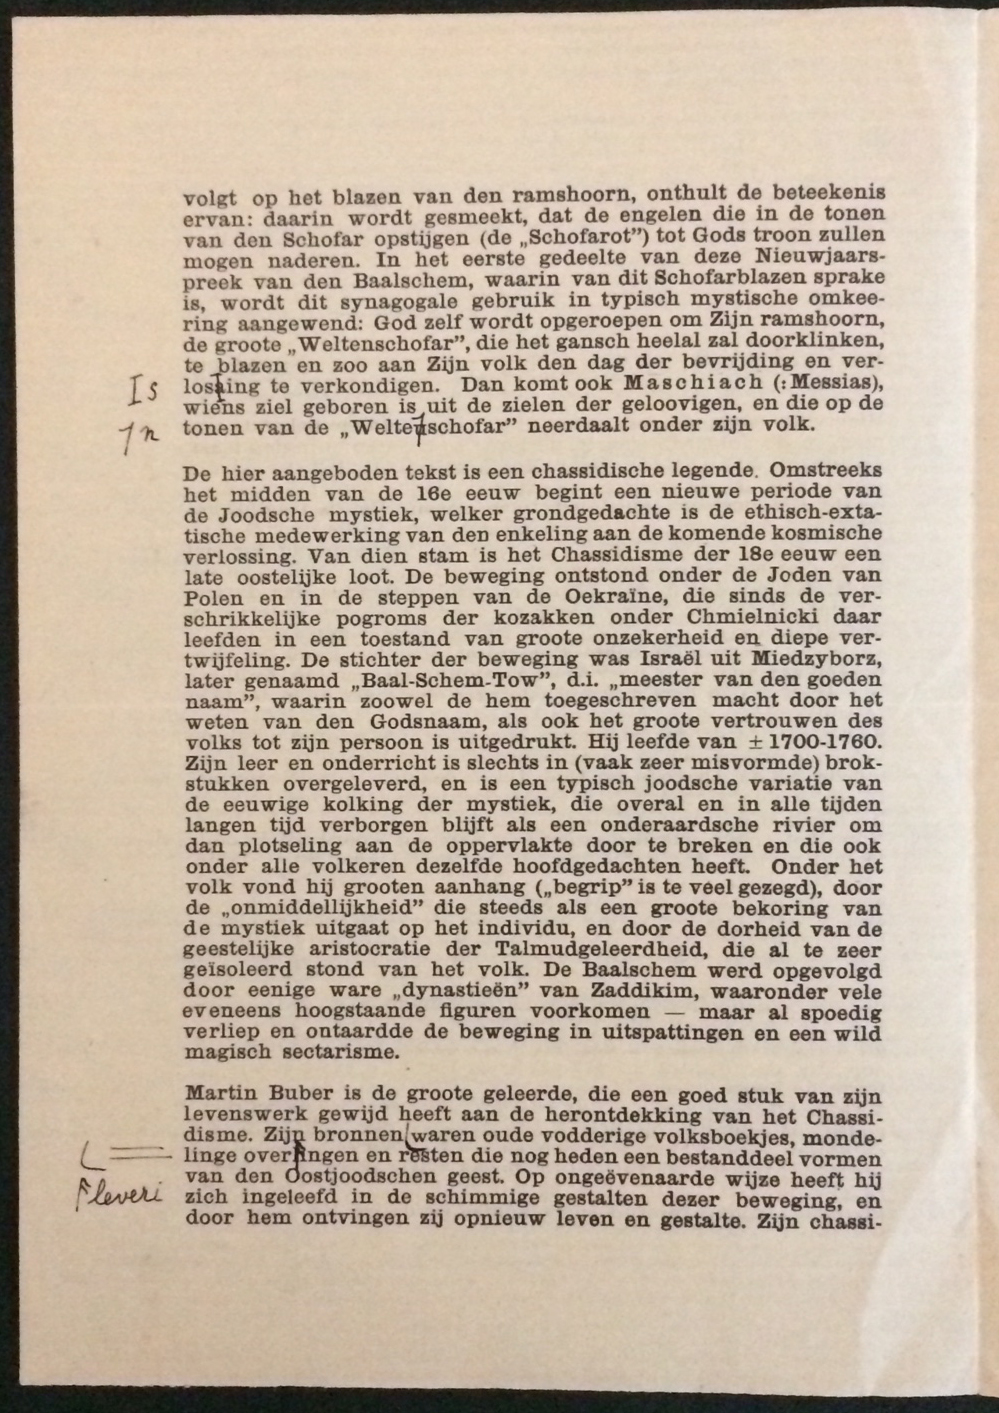 volgt op het blazen van den ramshoorn, onthult de beteekenis
ervan: daarin wordt gesmeekt, dat de engelen die in de tonen
van den Schofar opstijgen (de „Schofarot”) tot Gods troon zullen
mogen naderen. In het eerste gedeelte van deze Nieuwjaars-
preek van den Baalschem, waarin van dit Schofarblazen sprake
is, wordt dit synagogale gebruik in typisch mystische omkee-
ring aangewend: God zelf wordt opgeroepen om Zijn ramshoorn,
de groote „Weltenschofar”, die het gansch heelal zal doorklinken,
te blazen en zoo aan Zijn volk den dag der bevrijding en ver-
ls losing te verkondigen. Dan komt ook Maschiach (: Messias),
wiens ziel geboren is uit de zielen der geloovigen, en die op de
1n tonen van de „Weltenschofar” neerdaalt onder zijn volk.
De hier aangeboden tekst is een chassidische legende. Omstreeks
het midden van de 16e eeuw begint een nieuwe periode van
de Joodsche mystiek, welker grondgedachte is de ethisch-exta-
tische medewerking van den enkeling aan de komende kosmische
verlossing. Van dien stam is het Chassidisme der 18e eeuw een
late oostelijke loot. De beweging ontstond onder de Joden van
Polen en in de steppen van de Oekraïne, die sinds de ver-
schrikkelijke pogroms der kozakken onder Chmielnicki daar
leefden in een toestand van groote onzekerheid en diepe ver-
twijfeling. De stichter der beweging was Israël uit Miedzyborz,
later genaamd „Baal-Schem-Tow”, d.i. „meester van den goeden
naam”, waarin zoowel de hem toegeschreven macht door het
weten van den Godsnaam, als ook het groote vertrouwen des
volks tot zijn persoon is uitgedrukt. Hij leefde van ± 1700-1760.
Zijn leer en onderricht is slechts in (vaak zeer misvormde) brok-
stukken overgeleverd, en is een typisch joodsche variatie van
de eeuwige kolking der mystiek, die overal en in alle tijden
langen tijd verborgen blijft als een onderaardsche rivier om
dan plotseling aan de oppervlakte door te breken en die ook
onder alle volkeren dezelfde hoofdgedachten heeft. Onder het
volk vond hij grooten aanhang („begrip” is te veel gezegd), door
de „onmiddellijkheid” die steeds als een groote bekoring van
de mystiek uitgaat op het individu, en door de dorheid van de
geestelijke aristocratie der Talmudgeleerdheid, die al te zeer
geïsoleerd stond van het volk. De Baalschem werd opgevolgd
door eenige ware „dynastieën” van Zaddikim, waaronder vele
eveneens hoogstaande figuren voorkomen — maar al spoedig
verliep en ontaardde de beweging in uitspattingen en een wild
magisch sectarisme.
Martin Buber is de groote geleerde, die een goed stuk van zijn
levenswerk gewijd heeft aan de herontdekking van het Chassi-
disme. Zijn bronnen waren oude vodderige volksboekjes, monde-
linge overingen en resten die nog heden een bestanddeel vormen
van den Oostjoodschen geest. Op ongeëvenaarde wijze heeft hij
leveri zich ingeleefd in de schimmige gestalten dezer beweging, en
door hem ontvingen zij opnieuw leven en gestalte. Zijn chassi-